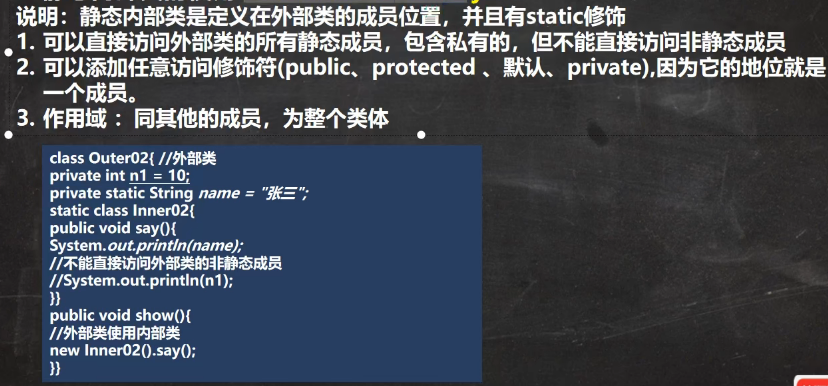 说明：静态内部类是定义在外部类的成员位置，并且有static修饰
1. 可以直接访问外部类的所有静态成员，包含私有的，但不能直接访问非静态成员
2. 可以添加任意访问修饰符(public、protected 、默认、private),因为它的地位就是
一个成员。
3. 作用域 ：同其他的成员，为整个类体
class Outer02{ //外部类
private int n1 = 10;
private static String name = "张三";
static class Inner02{
public void say(){
System.out.println(name);
//不能直接访问外部类的非静态成员
//System.out.println(n1);
}}
public void show(){
//外部类使用内部类
new Inner02().say();
}}